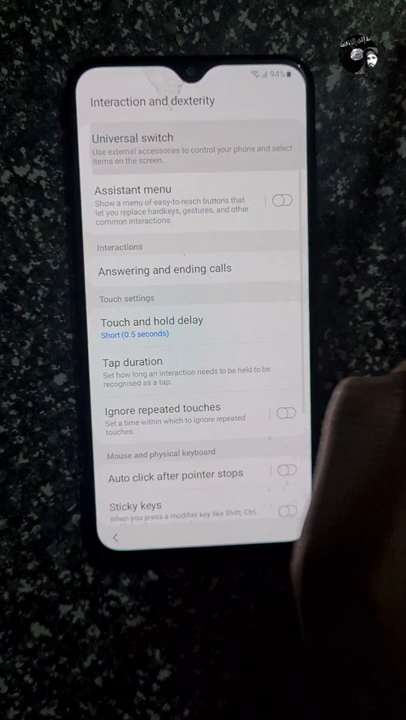 94%
Interaction and dexterity
Universal switch
Use external accessories to control your phone and select
items on the screen.
Assistant menu
Show a menu of easy-to-reach buttons that
let you replace hardkeys, gestures, and other
common interactions.
Interactions
Answering and ending calls
Touch settings
Touch and hold delay
Short (0.5 seconds)
Tap duration
Set how long an interaction needs to be held to be
recognised as a tap.
Ignore repeated touches
Set a time within which to ignore repeated
touches.
Mouse and physical keyboard
Auto click after pointer stops
Sticky keys
When you press a modifier key like Shift, Ctrl,